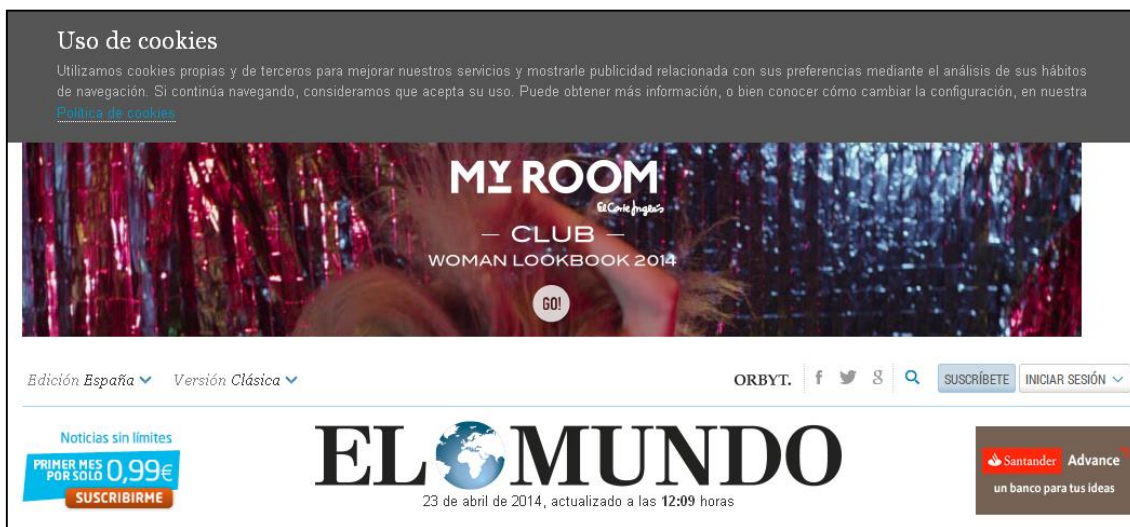 Uso de cookies
Utilizamos cookies propias y de terceros para mejorar nuestros servicios y mostrarle publicidad relacionada con sus preferencias mediante el análisis de sus hábitos
de navegación. Si continúa navegando, consideramos que acepta su uso. Puede obtener más información, o bien conocer cómo cambiar la configuración, en nuestra
Política de cookies
MY ROOM
El Corte Inglés
— CLUB —
WOMAN LOOKBOOK 2014
GO!
Edición España Versión Clásica ORBYT. f 8 SUSCRÍBETE INICIAR SESIÓN
Noticias sin límites
PRIMER MES
POR SÓLO 0,99€
SUSCRIBIRME
EL MUNDO
23 de abril de 2014, actualizado a las 12:09 horas
Santander Advance
un banco para tus ideas